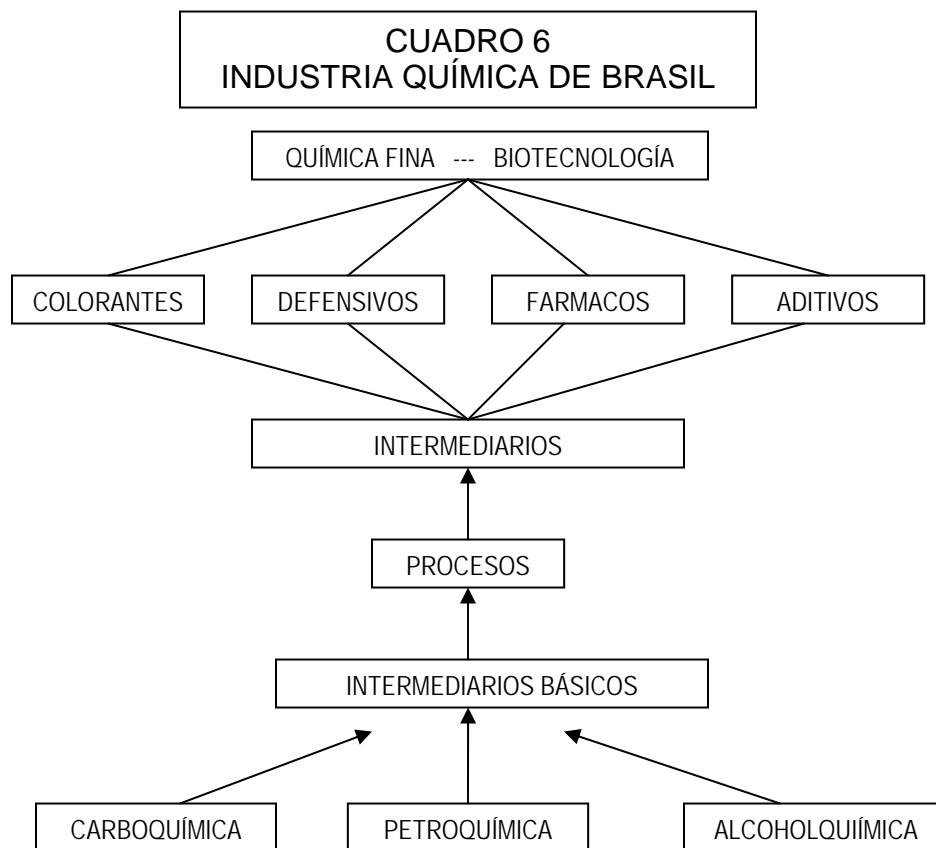 CUADRO 6
INDUSTRIA QUÍMICA DE BRASIL
QUÍMICA FINA --- BIOTECNOLOGÍA
COLORANTES
DEFENSIVOS
FARMACOS
ADITIVOS
INTERMEDIARIOS
PROCESOS
INTERMEDIARIOS BÁSICOS
CARBOQUÍMICA
PETROQUÍMICA
ALCOHOLQUIÍMICA